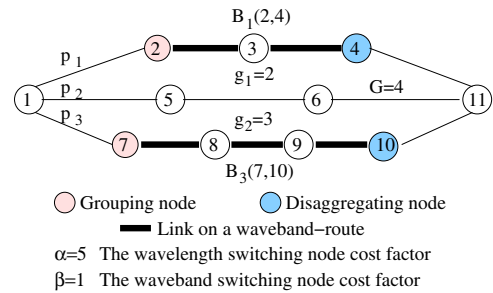 B1(2,4)
2 3 4
p1
g1=2
1 p2 5 6 G=4 11
p3
g2=3
7 8 9 10
B3(7,10)
Grouping node Disaggregating node
Link on a waveband−route
α=5 The wavelength switching node cost factor
β=1 The waveband switching node cost factor